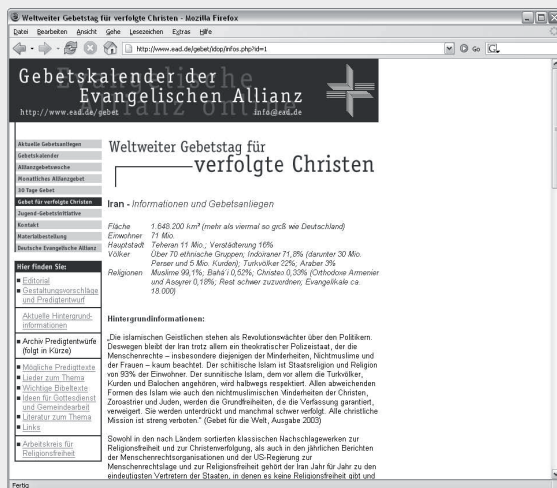 Weltweiter Gebetstag für verfolgte Christen - Mozilla Firefox
Datei Bearbeiten Ansicht Gehe Lesezeichen Extras Hilfe
http://www.ead.de/gebet/idop/infos.php?id=1
Go
Gebetskalender der
Evangelischen Allianz
http://www.ead.de/gebet
info@ead.de
Aktuelle Gebetsanliegen
Gebetskalender
Allianzgebetswoche
Monatliches Allianzgebet
30 Tage Gebet
Gebet für verfolgte Christen
Jugend-Gebetsinitiative
Kontakt
Materialbestellung
Deutsche Evangelische Allianz
Hier finden Sie:
Editorial
Gestaltungsvorschläge
und Predigtentwurf
Aktuelle Hintergrund-
informationen
Archiv Predigtentwürfe
(folgt in Kürze)
Mögliche Predigttexte
Lieder zum Thema
Wichtige Bibeltexte
Ideen für Gottesdienst
und Gemeindearbeit
Literatur zum Thema
Links
Arbeitskreis für
Religionsfreiheit
Weltweiter Gebetstag für
verfolgte Christen
Iran - Informationen und Gebetsanliegen
Fläche 1.648.200 km² (mehr als viermal so groß wie Deutschland)
Einwohner 71 Mio.
Hauptstadt Teheran 11 Mio.; Verstädterung 16%
Völker Über 70 ethnische Gruppen; Indoiraner 71,8% (darunter 30 Mio.
Perser und 5 Mio. Kurden); Turkvölker 22%; Araber 3%
Religionen Muslime 99,1%; Bahá'í 0,52%; Christen 0,33% (Orthodoxe Armenier
und Assyrer 0,18%; Rest schwer zuzuordnen; Evangelikale ca.
18.000)
Hintergrundinformationen:
„Die islamischen Geistlichen stehen als Revolutionswächter über den Politikern.
Deswegen bleibt der Iran trotz allem ein theokratischer Polizeistaat, der die
Menschenrechte – insbesondere diejenigen der Minderheiten, Nichtmuslime und
der Frauen – kaum beachtet. Der schiitische Islam ist Staatsreligion und Religion
von 93% der Einwohner. Der sunnitische Islam, dem vor allem die Turkvölker,
Kurden und Balochen angehören, wird halbwegs respektiert. Allen abweichenden
Formen des Islam wie auch den nichtmuslimischen Minderheiten der Christen,
Zoroastrier und Juden, werden die Grundfreiheiten, die die Verfassung garantiert,
verweigert. Sie werden unterdrückt und manchmal schwer verfolgt. Alle christliche
Mission ist streng verboten.“ (Gebet für die Welt, Ausgabe 2003)
Sowohl in den nach Ländern sortierten klassischen Nachschlagewerken zur
Religionsfreiheit und zur Christenverfolgung, als auch in den jährlichen Berichten
der Menschenrechtsorganisationen und der US-Regierung zur
Menschenrechtslage und zur Religionsfreiheit gehört der Iran Jahr für Jahr zu den
eindeutigsten Vertretern der Staaten, in denen es keine Religionsfreiheit gibt und
Fertig